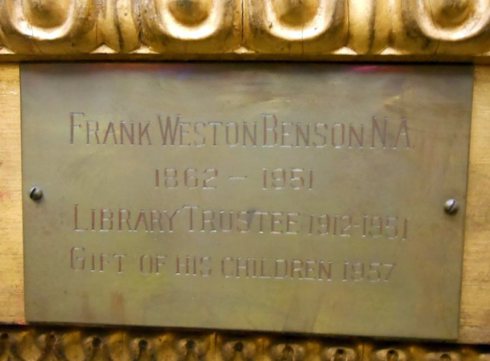 FRANK WESTON BENSON N.A.
1862 - 1951
LIBRARY TRUSTEE 1912-1951
GIFT OF HIS CHILDREN 1957